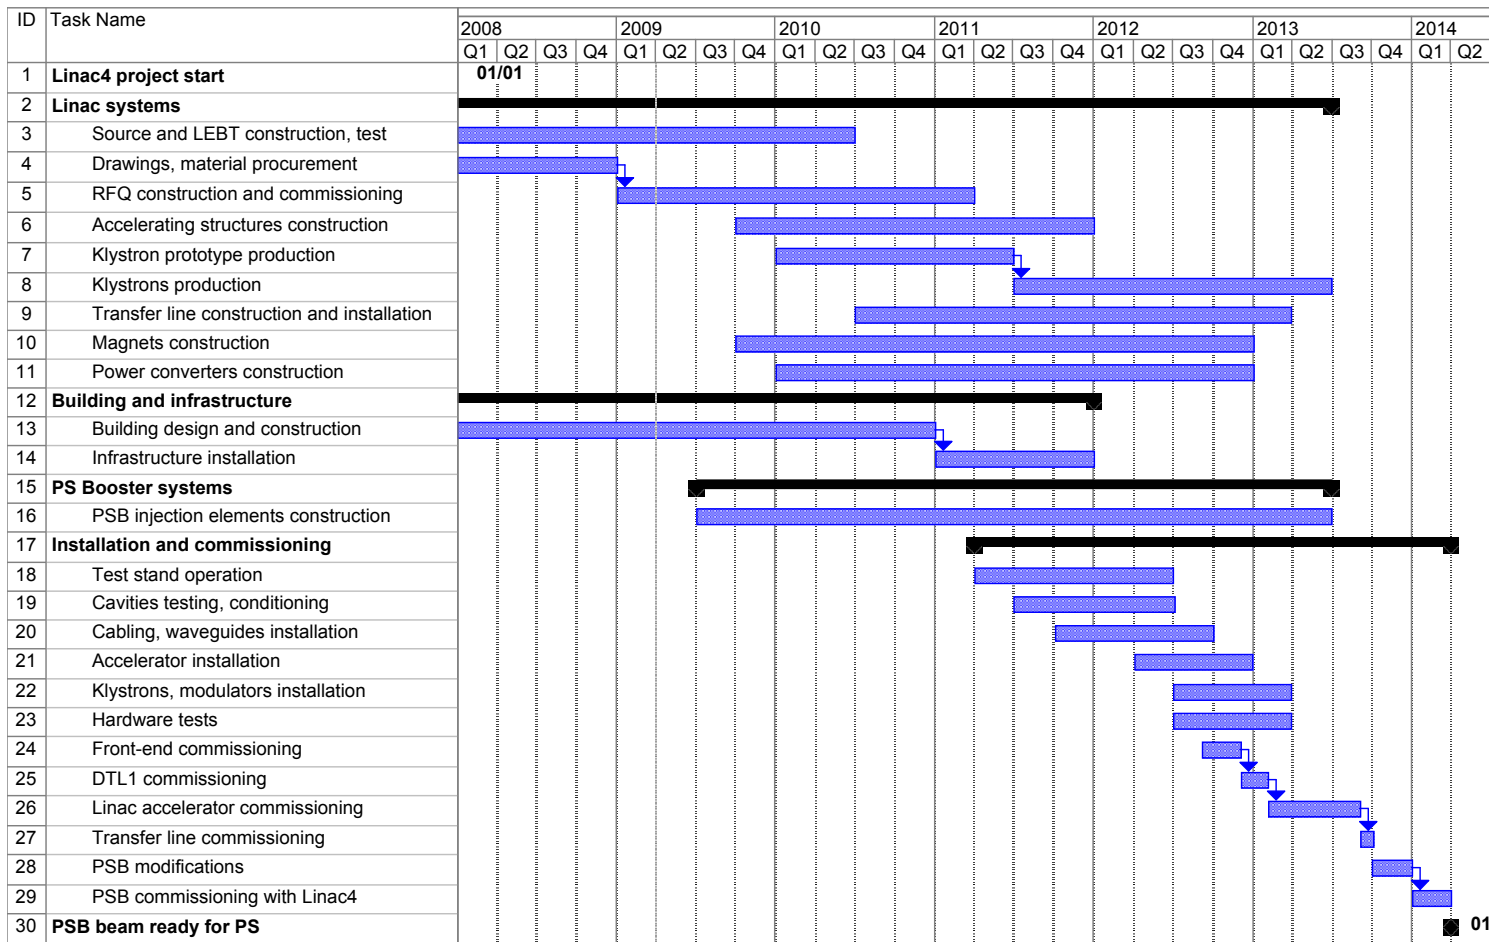 ID Task Name
2008 2009 2010 2011 2012 2013 2014
Q1 Q2 Q3 Q4 Q1 Q2 Q3 Q4 Q1 Q2 Q3 Q4 Q1 Q2 Q3 Q4 Q1 Q2 Q3 Q4 Q1 Q2 Q3 Q4 Q1 Q2
1 Linac4 project start 01/01
2 Linac systems
3 Source and LEBT construction, test
4 Drawings, material procurement
5 RFQ construction and commissioning
6 Accelerating structures construction
7 Klystron prototype production
8 Klystrons production
9 Transfer line construction and installation
10 Magnets construction
11 Power converters construction
12 Building and infrastructure
13 Building design and construction
14 Infrastructure installation
15 PS Booster systems
16 PSB injection elements construction
17 Installation and commissioning
18 Test stand operation
19 Cavities testing, conditioning
20 Cabling, waveguides installation
21 Accelerator installation
22 Klystrons, modulators installation
23 Hardware tests
24 Front-end commissioning
25 DTL1 commissioning
26 Linac accelerator commissioning
27 Transfer line commissioning
28 PSB modifications
29 PSB commissioning with Linac4
30 PSB beam ready for PS 01